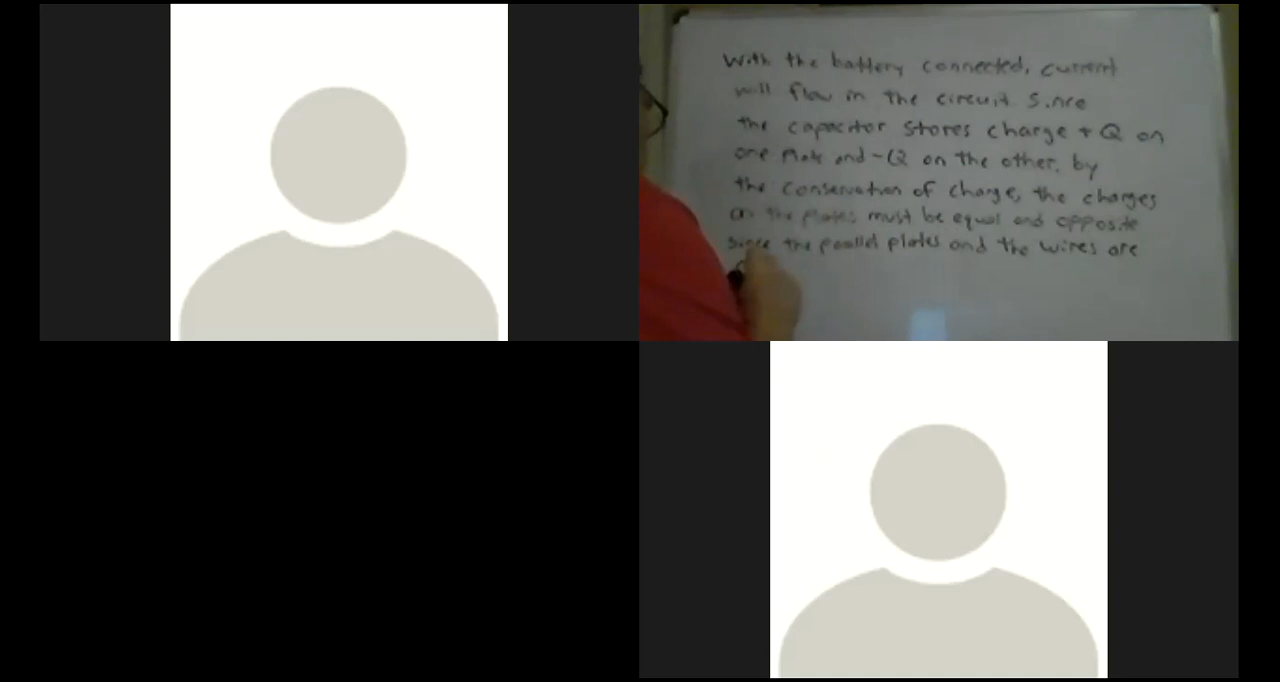 With the battery connected, current
will flow in the circuit. Since
the capacitor stores charge + Q on
one plate and -Q on the other, by
the conservation of charge, the charges
on the plates must be equal and opposite
since the parallel plates and the wires are